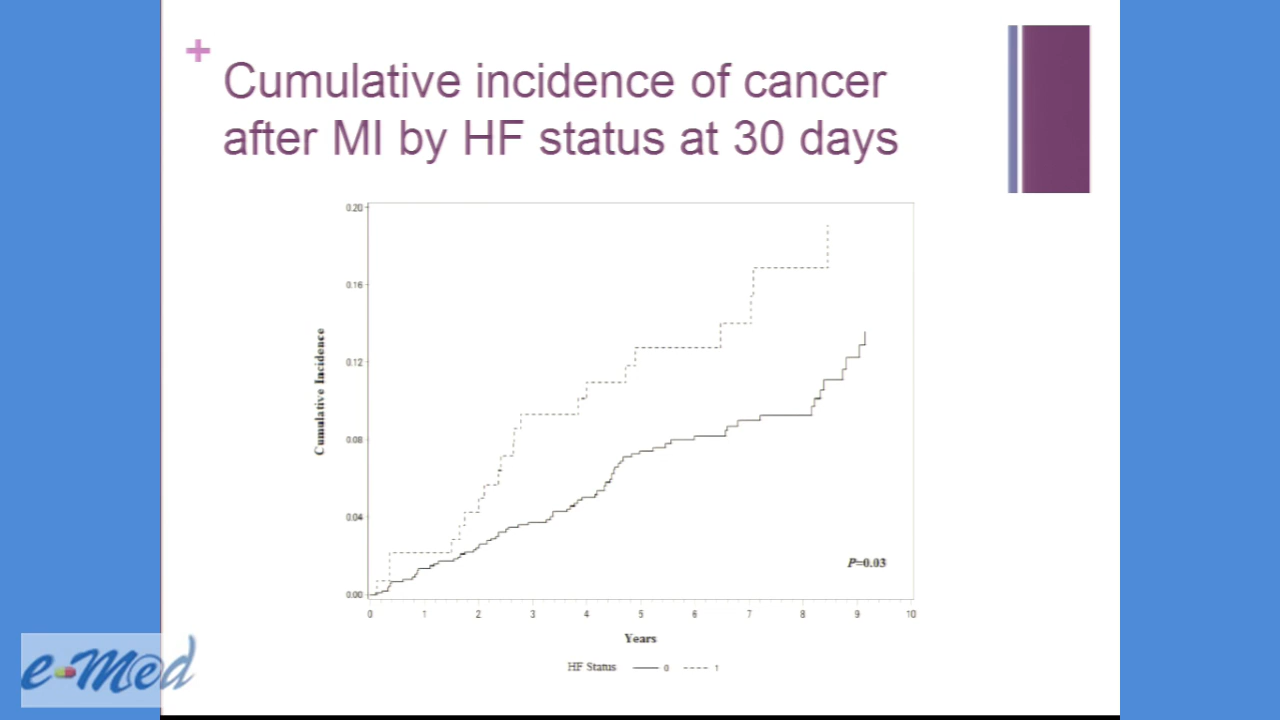 +
Cumulative incidence of cancer
after MI by HF status at 30 days
0.20
0.16
0.12
0.08
0.04
0.00
Cumulative Incidence
P=0.03
0 1 2 3 4 5 6 7 8 9 10
Years
HF Status 0 1
e-Med